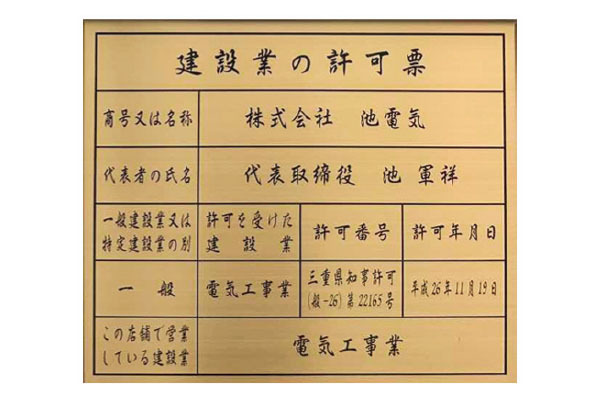 建設業の許可票
商号又は名称
株式会社 池電気
代表者の氏名
代表取締役 池 軍祥
一般建設業又は
特定建設業の別
許可を受けた
建設業
許可番号
許可年月日
一般
電気工事業
三重県知事許可
(般-26)第22165号
平成26年11月19日
この店舗で営業
している建設業
電気工事業